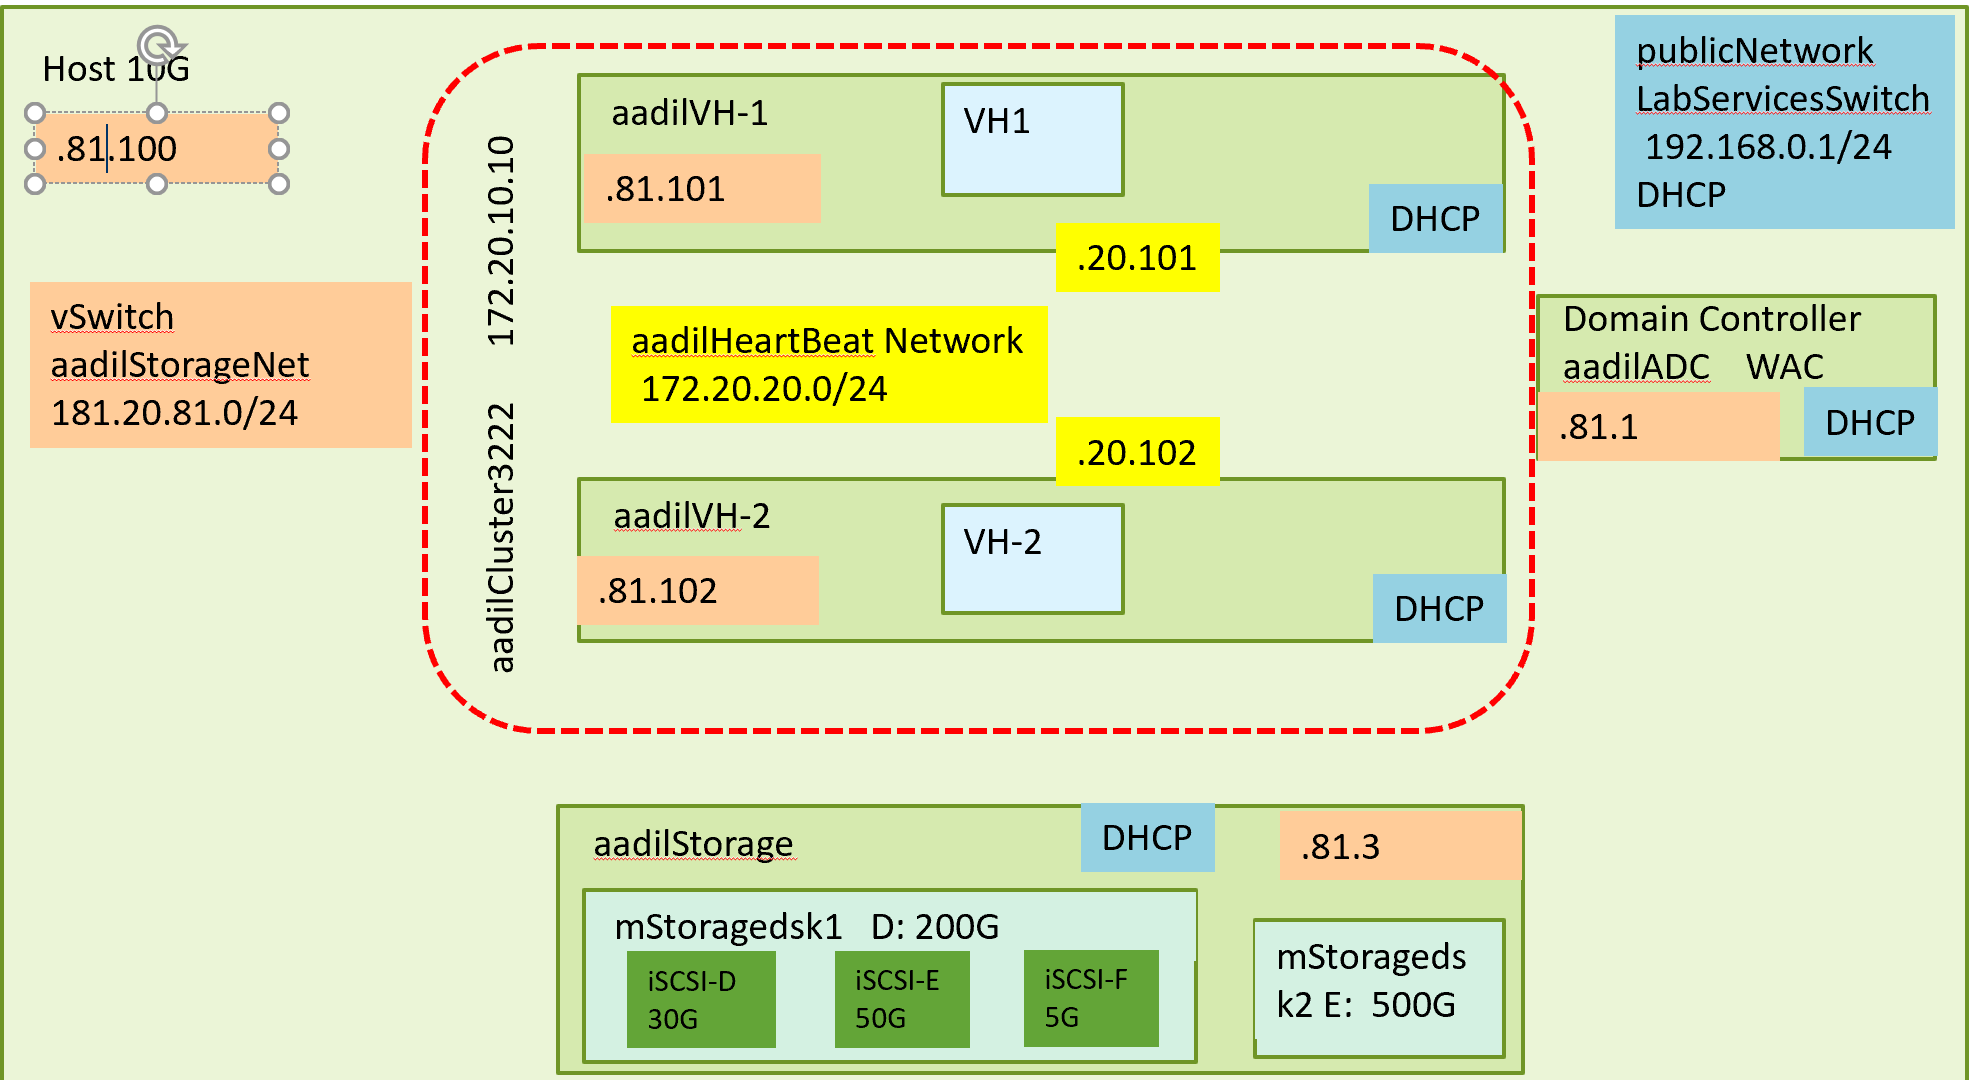 Host 10G
.81.100
vSwitch
aadilStorageNet
181.20.81.0/24
aadilCluster3222 172.20.10.10
aadilVH-1
VH1
.81.101
DHCP
.20.101
aadilHeartBeat Network
172.20.20.0/24
.20.102
aadilVH-2
VH-2
.81.102
DHCP
publicNetwork
LabServicesSwitch
192.168.0.1/24
DHCP
Domain Controller
aadilADC WAC
.81.1
DHCP
aadilStorage
DHCP
.81.3
mStoragedsk1 D: 200G
iSCSI-D
30G
iSCSI-E
50G
iSCSI-F
5G
mStorageds
k2 E: 500G